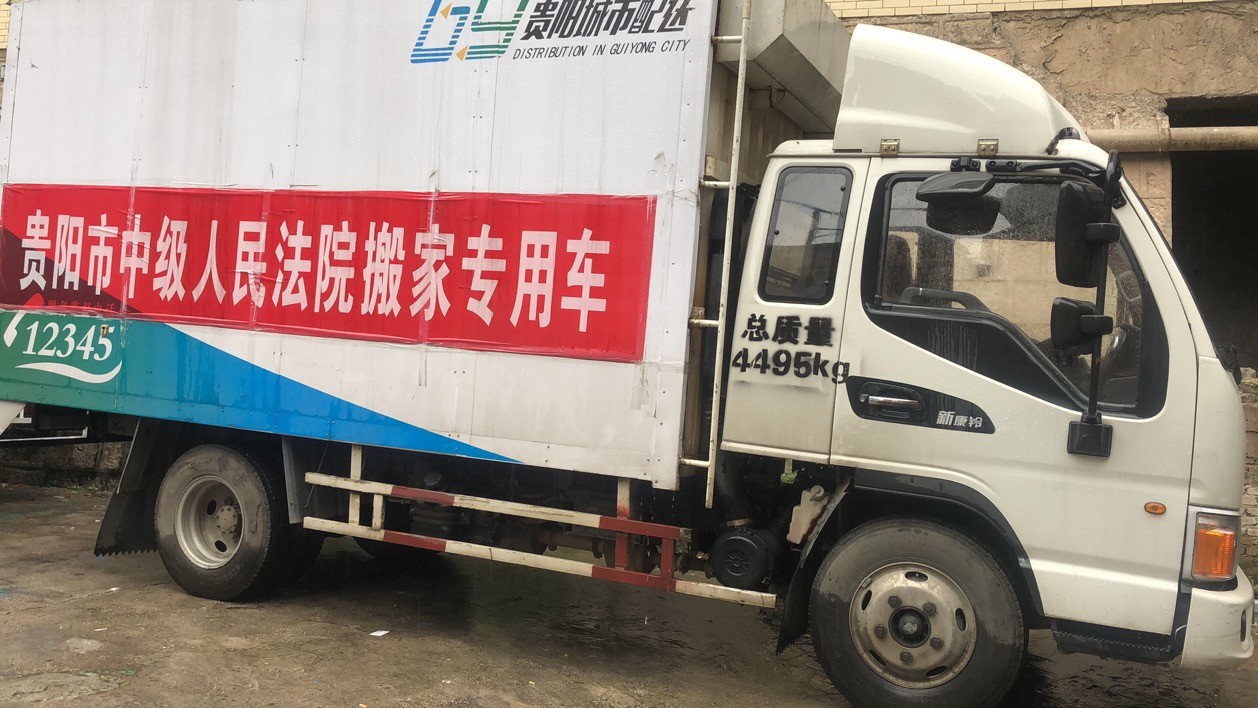 贵阳城市配送
DISTRIBUTION IN GUIYONG CITY
贵阳市中级人民法院搬家专用车
12345
总质量
4495kg
新康铃